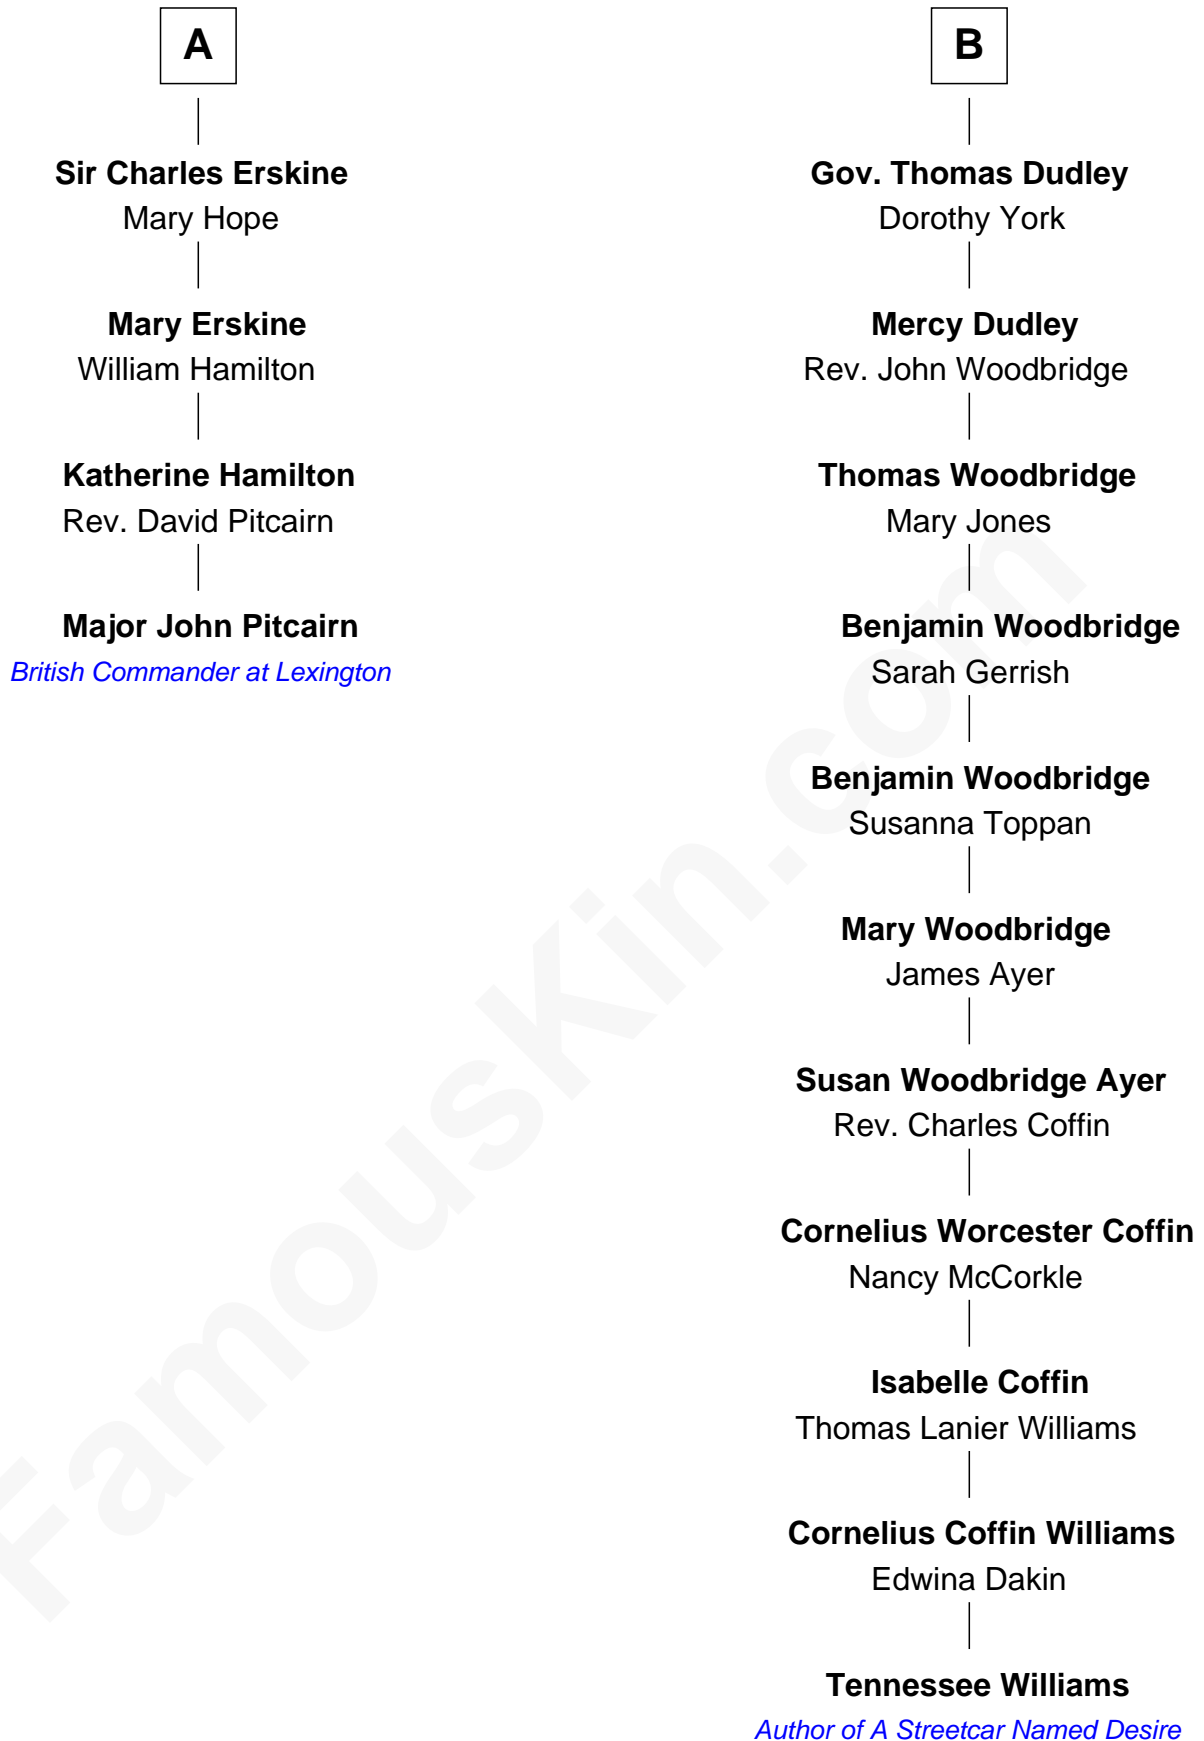 A
Sir Charles Erskine
Mary Hope
Mary Erskine
William Hamilton
Katherine Hamilton
Rev. David Pitcairn
Major John Pitcairn
British Commander at Lexington
B
Gov. Thomas Dudley
Dorothy York
Mercy Dudley
Rev. John Woodbridge
Thomas Woodbridge
Mary Jones
Benjamin Woodbridge
Sarah Gerrish
Benjamin Woodbridge
Susanna Toppan
Mary Woodbridge
James Ayer
Susan Woodbridge Ayer
Rev. Charles Coffin
Cornelius Worcester Coffin
Nancy McCorkle
Isabelle Coffin
Thomas Lanier Williams
Cornelius Coffin Williams
Edwina Dakin
Tennessee Williams
Author of A Streetcar Named Desire
FamousKin.com